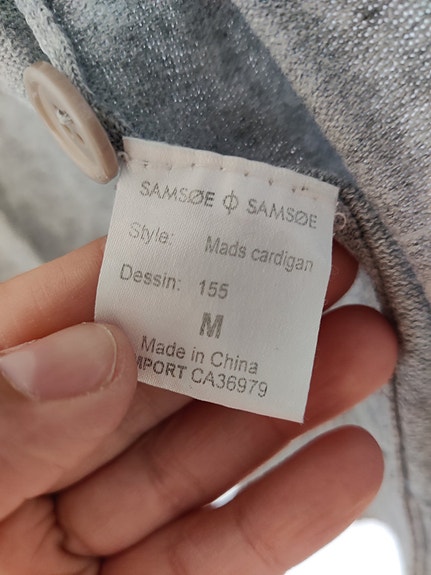 SAMSØE ϕ SAMSØE
Style: Mads cardigan
Dessin: 155
M
Made in China
MPORT CA36979